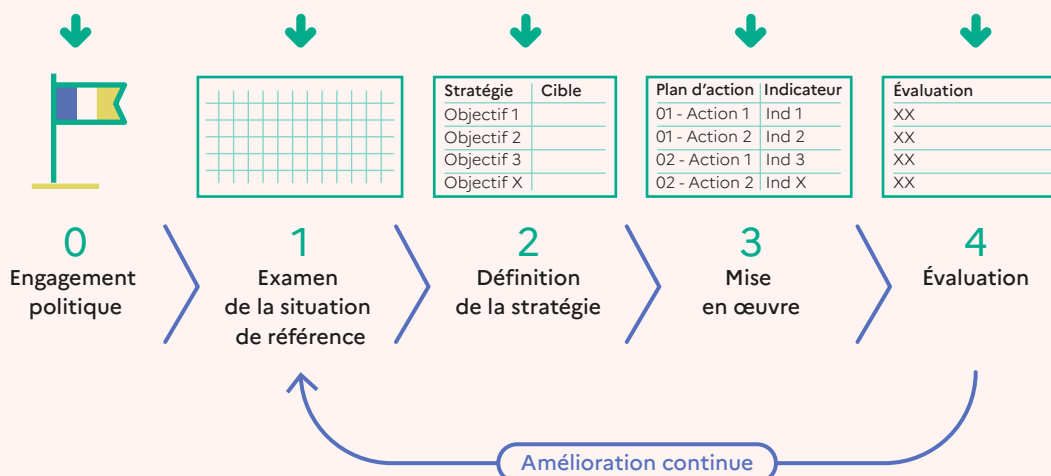 Stratégie Cible
Objectif 1
Objectif 2
Objectif 3
Objectif X
Plan d'action Indicateur
01 - Action 1 Ind 1
01 - Action 2 Ind 2
02 - Action 1 Ind 3
02 - Action 2 Ind X
Évaluation
XX
XX
XX
XX
0
Engagement
politique
1
Examen
de la situation
de référence
2
Définition
de la stratégie
3
Mise
en œuvre
4
Évaluation
Amélioration continue